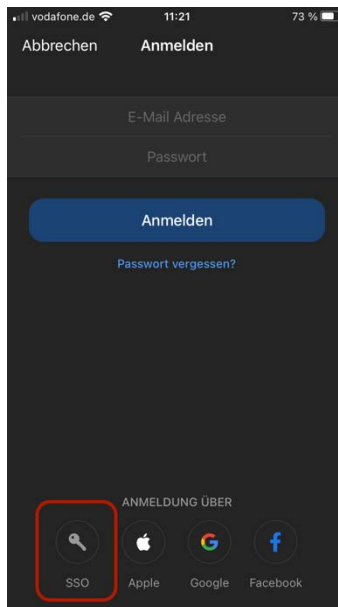 vodafone.de 11:21 73 %
Abbrechen Anmelden
E-Mail Adresse
Passwort
Anmelden
Passwort vergessen?
ANMELDUNG ÜBER
SSO Apple Google Facebook